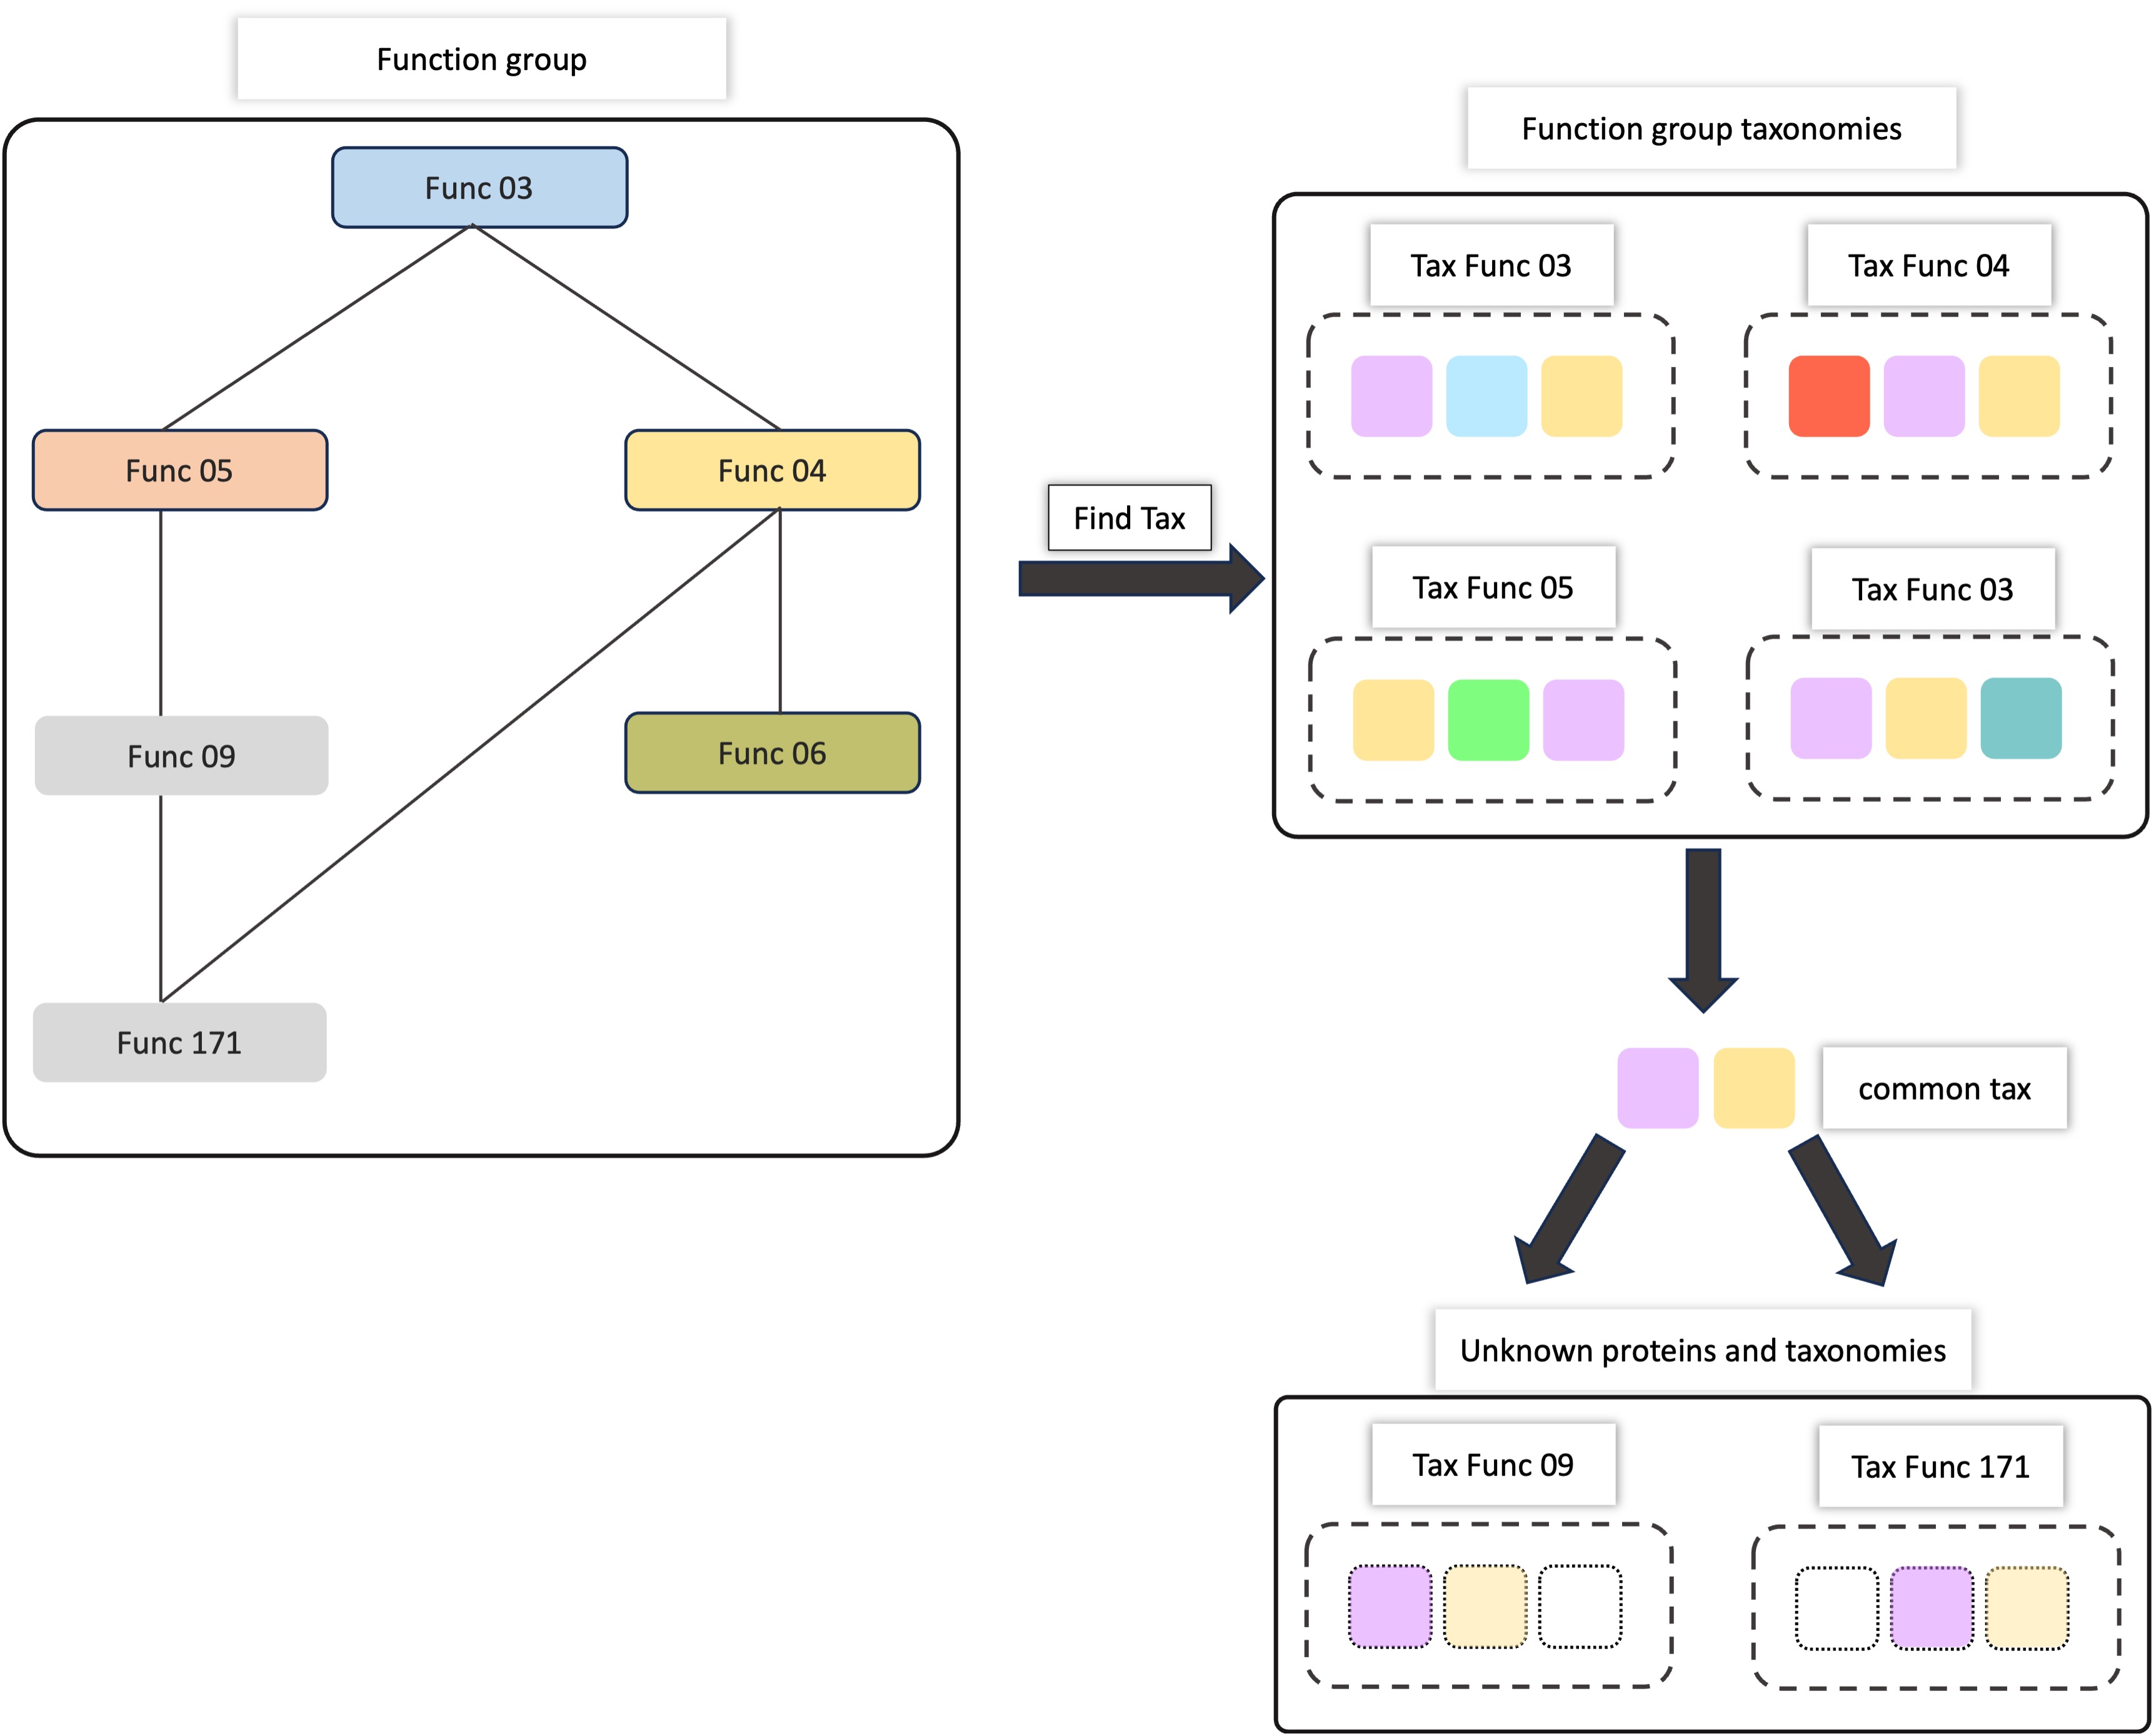 Function group
Func 03
Func 05
Func 04
Func 09
Func 06
Func 171
Find Tax
Function group taxonomies
Tax Func 03
Tax Func 04
Tax Func 05
Tax Func 03
common tax
Unknown proteins and taxonomies
Tax Func 09
Tax Func 171